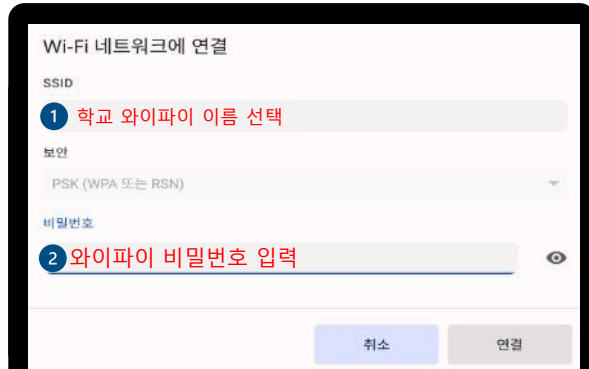 Wi-Fi 네트워크에 연결
SSID
1 학교 와이파이 이름 선택
보안
PSK (WPA 또는 RSN)
비밀번호
2 와이파이 비밀번호 입력
취소 연결